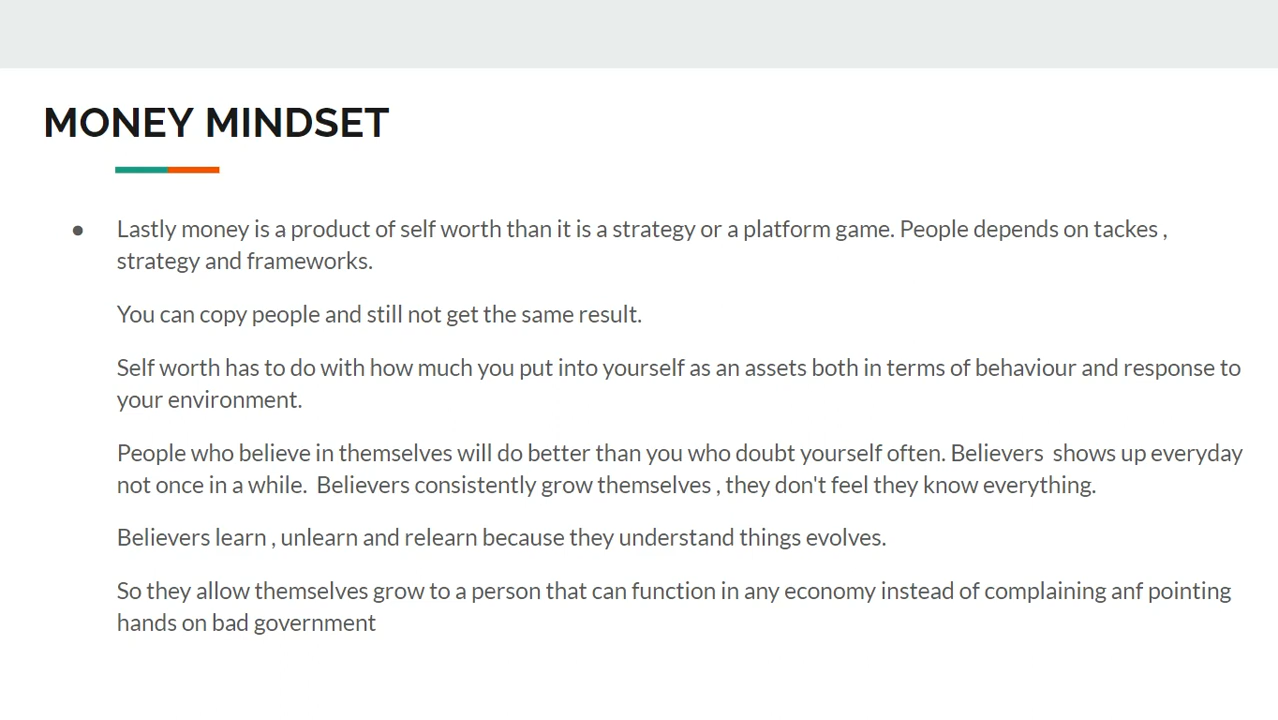 MONEY MINDSET
● Lastly money is a product of self worth than it is a strategy or a platform game. People depends on tackes ,
strategy and frameworks.
You can copy people and still not get the same result.
Self worth has to do with how much you put into yourself as an assets both in terms of behaviour and response to
your environment.
People who believe in themselves will do better than you who doubt yourself often. Believers  shows up everyday
not once in a while.  Believers consistently grow themselves , they don't feel they know everything.
Believers learn , unlearn and relearn because they understand things evolves.
So they allow themselves grow to a person that can function in any economy instead of complaining anf pointing
hands on bad government